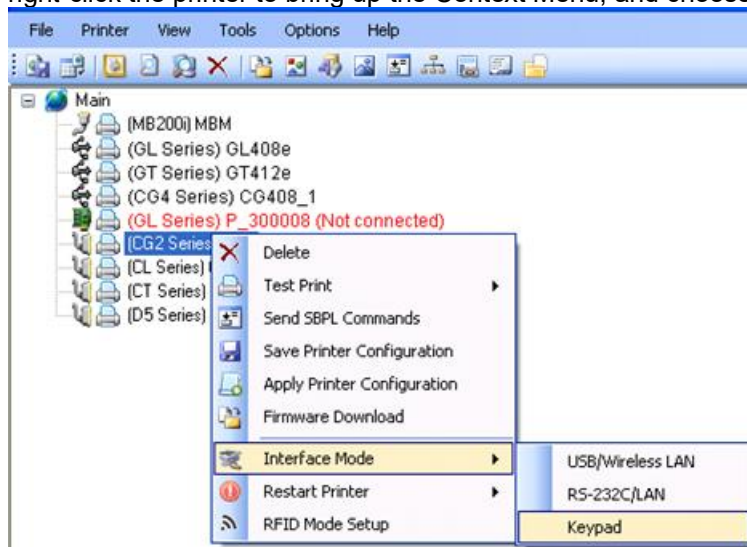 right-click the printer to bring up the Context Menu, and choose
File Printer View Tools Options Help
Main
(MB200i) MBM
(GL Series) GL408e
(GT Series) GT412e
(CG4 Series) CG408_1
(GL Series) P_300008 (Not connected)
(CG2 Series
(CL Series)
(CT Series)
(D5 Series)
Delete
Test Print
Send SBPL Commands
Save Printer Configuration
Apply Printer Configuration
Firmware Download
Interface Mode
Restart Printer
RFID Mode Setup
USB/Wireless LAN
RS-232C/LAN
Keypad